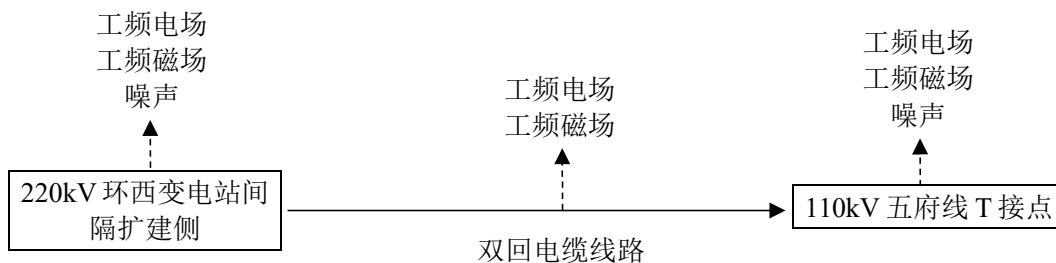 工频电场
工频磁场
噪声
工频电场
工频磁场
工频电场
工频磁场
噪声
220kV 环西变电站间
隔扩建侧
110kV 五府线 T 接点
双回电缆线路